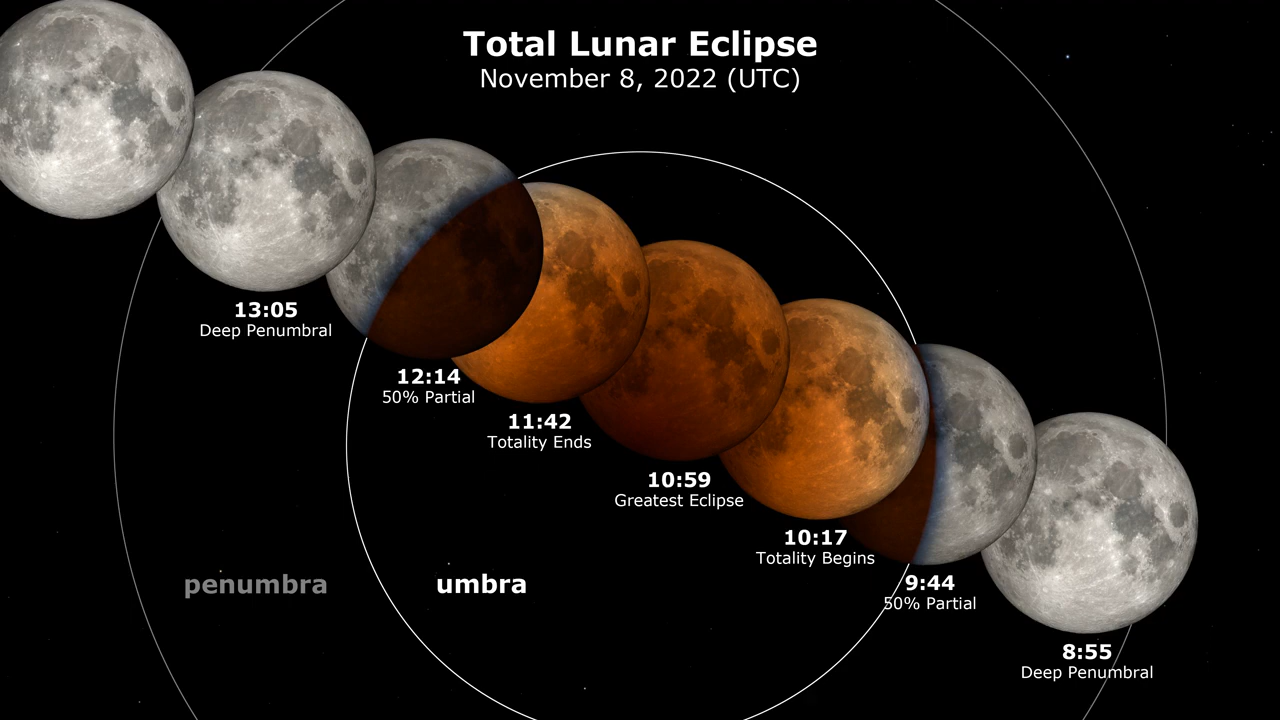 Total Lunar Eclipse
November 8, 2022 (UTC)
13:05
Deep Penumbral
12:14
50% Partial
11:42
Totality Ends
10:59
Greatest Eclipse
10:17
Totality Begins
9:44
50% Partial
8:55
Deep Penumbral
penumbra
umbra